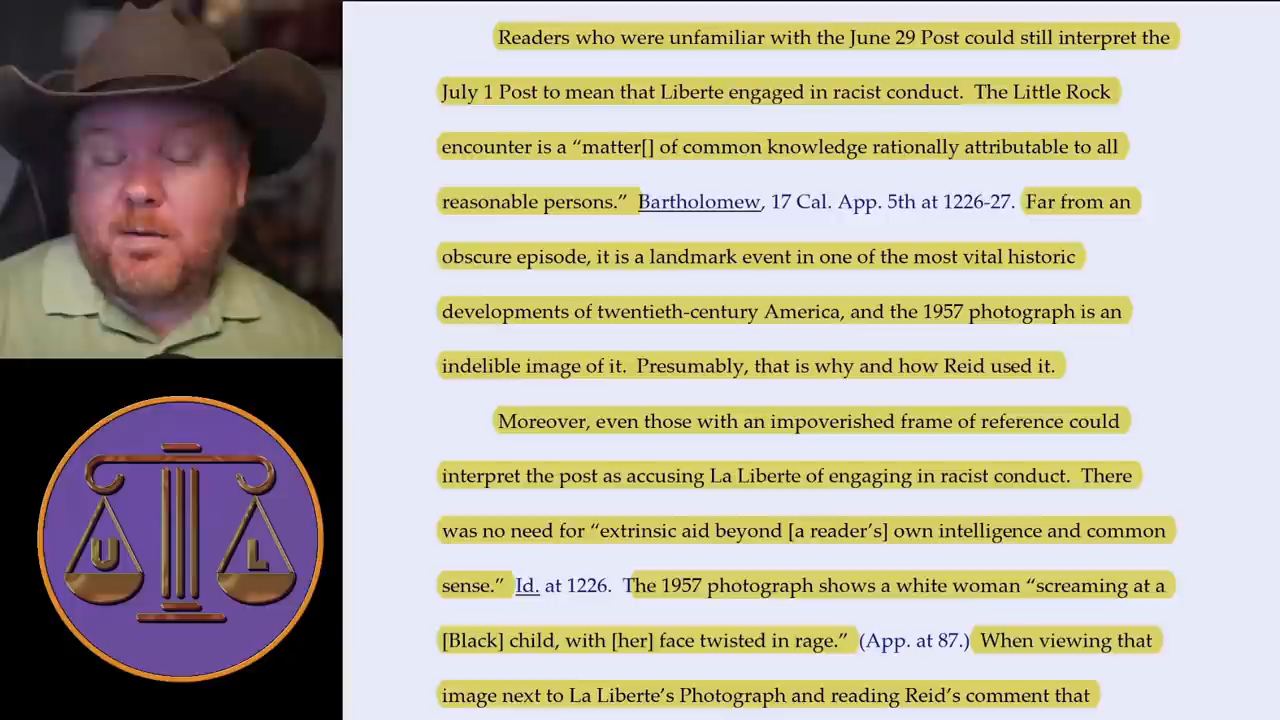 Readers who were unfamiliar with the June 29 Post could still interpret the
July 1 Post to mean that Liberte engaged in racist conduct. The Little Rock
encounter is a “matter[] of common knowledge rationally attributable to all
reasonable persons.” Bartholomew, 17 Cal. App. 5th at 1226-27. Far from an
obscure episode, it is a landmark event in one of the most vital historic
developments of twentieth-century America, and the 1957 photograph is an
indelible image of it. Presumably, that is why and how Reid used it.
Moreover, even those with an impoverished frame of reference could
interpret the post as accusing La Liberte of engaging in racist conduct. There
was no need for “extrinsic aid beyond [a reader’s] own intelligence and common
sense.” Id. at 1226. The 1957 photograph shows a white woman “screaming at a
[Black] child, with [her] face twisted in rage.” (App. at 87.) When viewing that
image next to La Liberte’s Photograph and reading Reid’s comment that
U L